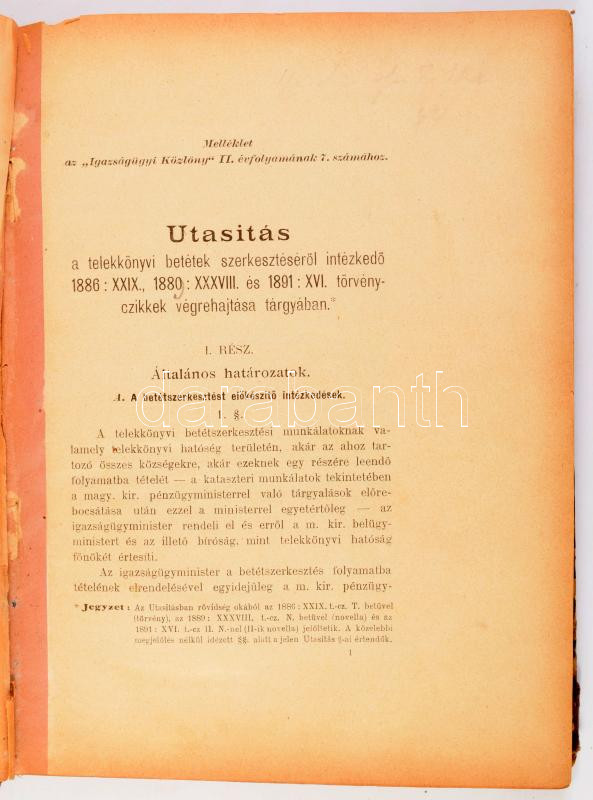 Melléklet
az „Igazságügyi Közlöny“ II. évfolyamának 7. számához.
Utasitás
a telekkönyvi betétek szerkesztéséről intézkedő
1886 : XXIX., 1889 : XXXVIII. és 1891 : XVI. törvény-
czikkek végrehajtása tárgyában.*
I. RÉSZ.
Általános határozatok.
A. A betétszerkesztést előkészitő intézkedések.
1. §.
A telekkönyvi betétszerkesztési munkálatoknak va-
lamely telekkönyvi hatóság területén, akár az ahoz tar-
tozó összes községekre, akár ezeknek egy részére leendő
folyamatba tételét — a kataszteri munkálatok tekintetében
a magy. kir. pénzügyministerrel való tárgyalások előre-
bocsátása után ezzel a ministerrel egyetértőleg — az
igazságügyminister rendeli el és erről a m. kir. belügy-
ministert és az illető biróság, mint telekkönyvi hatóság
főnökét értesiti.
Az igazságügyminister a betétszerkesztés folyamatba
tételének elrendelésével egyidejüleg a m. kir. pénzügy-
* Jegyzet: Az Utasitásban rövidség okából az 1886 : XXIX. t.-cz. T. betüvel
(törvény), az 1889 : XXXVIII, t.-cz. N. betüvel (novella) és az
1891 : XVI. t.-cz II. N.-nel (II-ik novella) jelöltetik. A közelebbi
megjelölés nélkül idézett §§. alatt a jelen Utasitás §-ai értendők.
1
darabanth